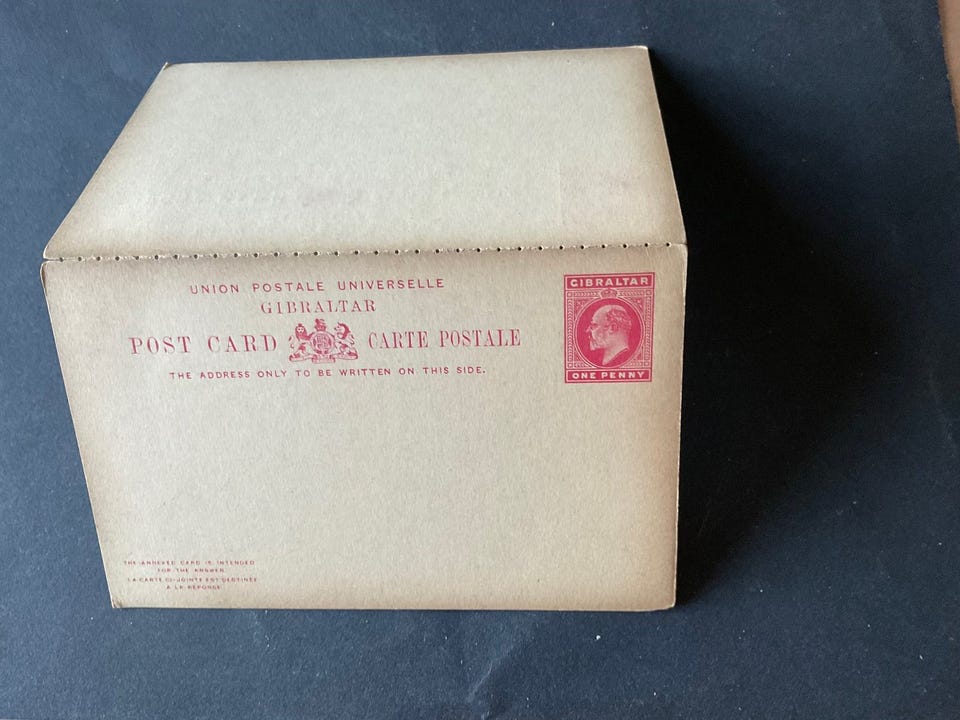 UNION POSTALE UNIVERSELLE
GIBRALTAR
POST CARD CARTE POSTALE
THE ADDRESS ONLY TO BE WRITTEN ON THIS SIDE.
GIBRALTAR
ONE PENNY
THE ANNEXED CARD IS INTENDED
FOR THE ANSWER
LA CARTE CI-JOINTE EST DESTINÉE
A LA RÉPONSE